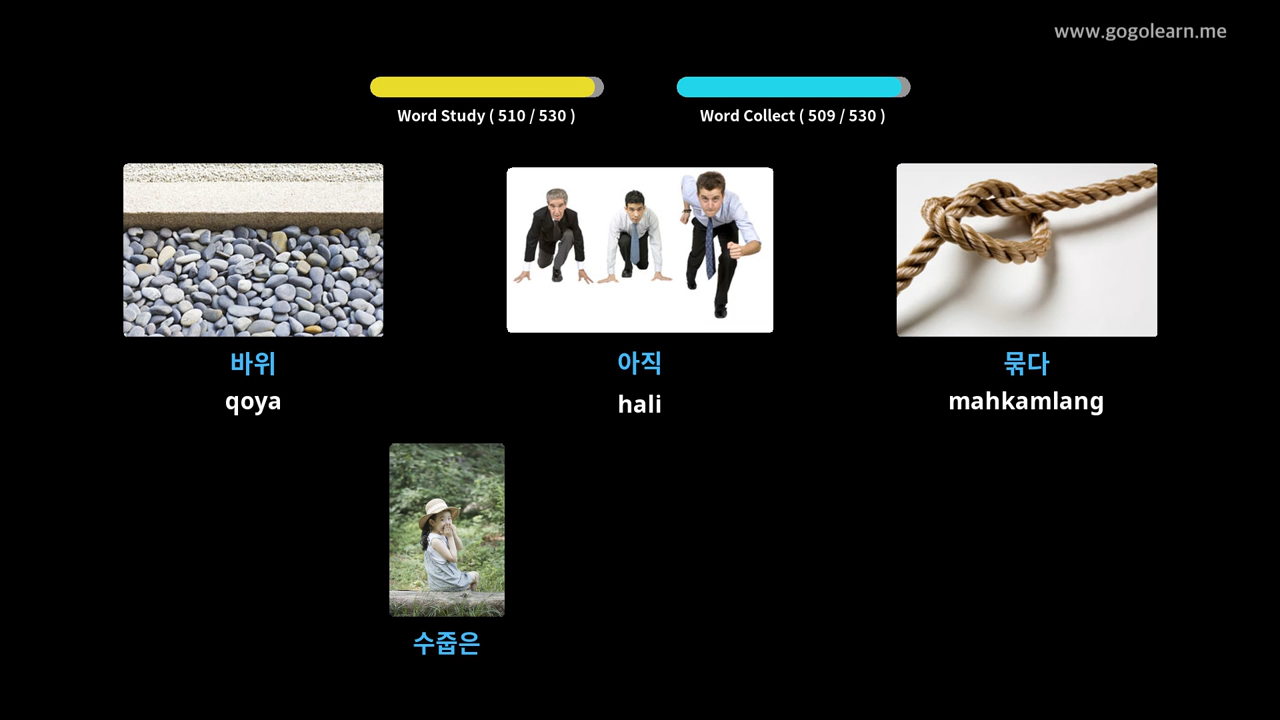 www.gogolearn.me
Word Study ( 510 / 530 )
Word Collect ( 509 / 530 )
바위
qoya
아직
hali
묶다
mahkamlang
수줍은